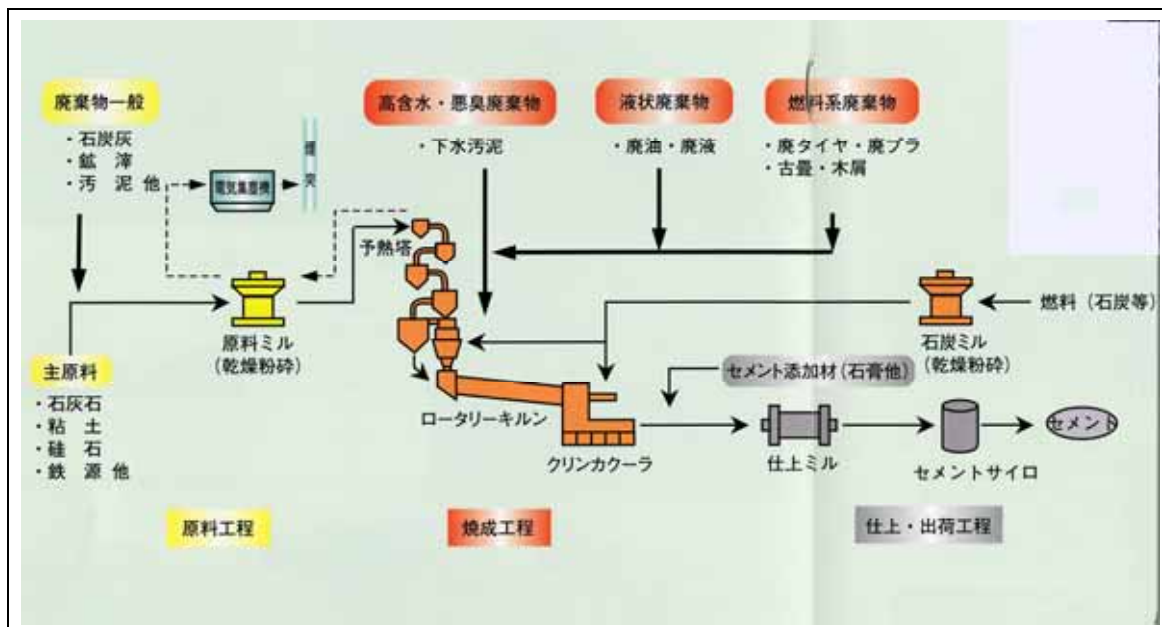 廃棄物一般
・石炭灰
・鉱 滓
・汚 泥 他
電気集塵機
煙突
高含水・悪臭廃棄物
・下水汚泥
液状廃棄物
・廃油・廃液
燃料系廃棄物
・廃タイヤ・廃プラ
・古畳・木屑
予熱塔
原料ミル
(乾燥粉砕)
燃料(石炭等)
石炭ミル
(乾燥粉砕)
主原料
・石灰石
・粘 土
・硅 石
・鉄 源 他
セメント添加材(石膏他)
ロータリーキルン
クリンカクーラ
仕上ミル
セメントサイロ
セメント
原料工程
焼成工程
仕上・出荷工程